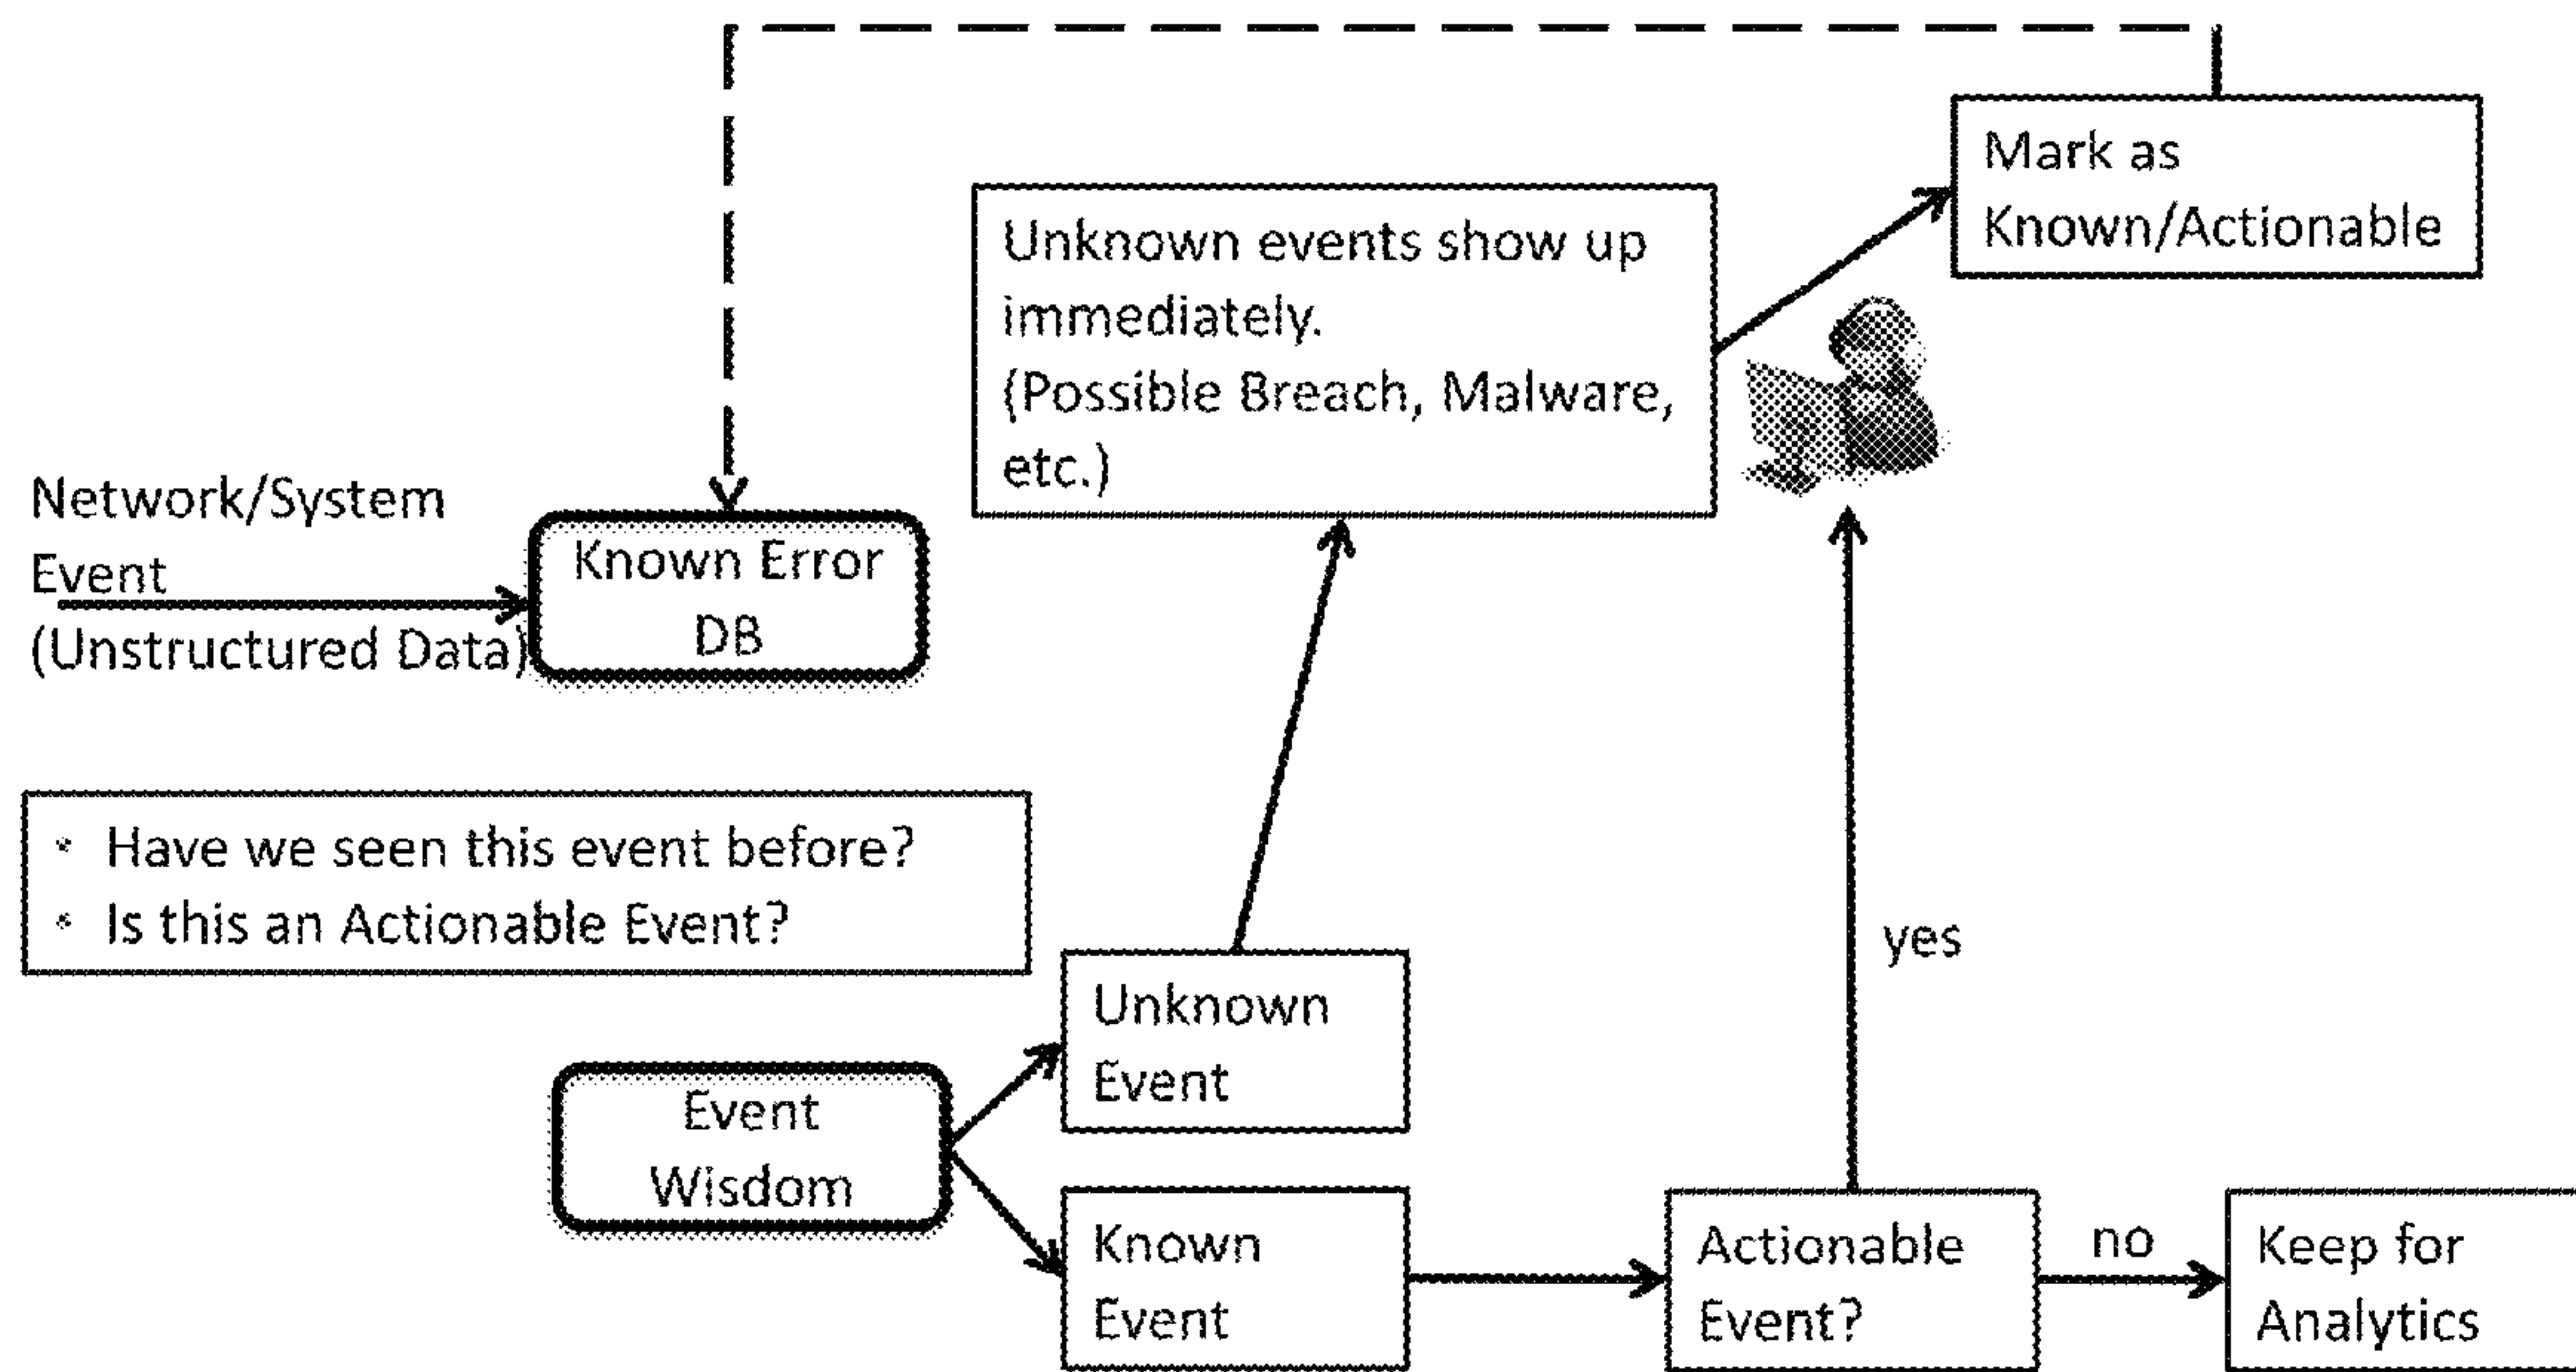 Mark as
Known/Actionable
Unknown events show up
immediately.
(Possible Breach, Malware,
etc.)
Network/System
Event
(Unstructured Data)
Known Error
DB
• Have we seen this event before?
• Is this an Actionable Event?
yes
Unknown
Event
Event
Wisdom
Known
Event
Actionable
Event?
no
Keep for
Analytics